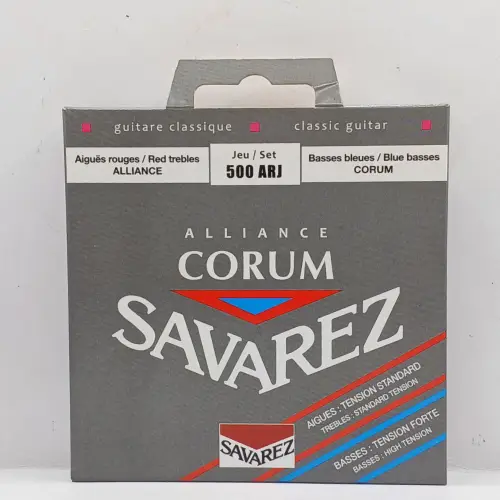 guitare classique
classic guitar
Aiguës rouges / Red trebles
ALLIANCE
Jeu / Set
500 ARJ
Basses bleues / Blue basses
CORUM
ALLIANCE
CORUM
SAVAREZ
AIGUES : TENSION STANDARD
TREBLES : STANDARD TENSION
BASSES : TENSION FORTE
BASSES : HIGH TENSION
SAVAREZ